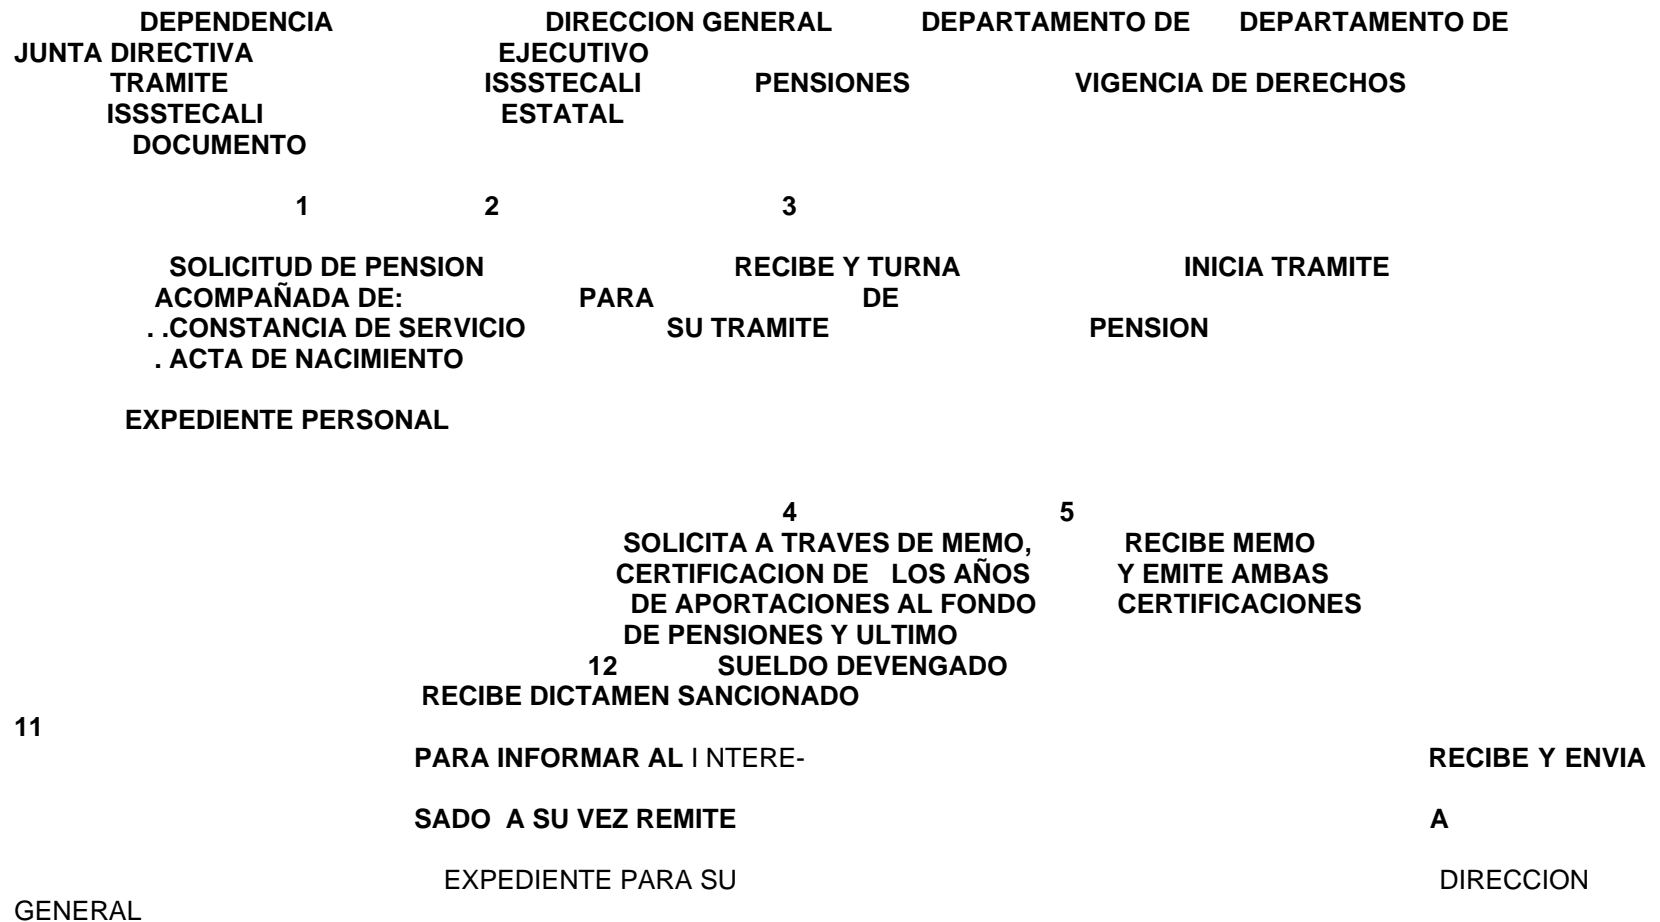 DEPENDENCIA DIRECCION GENERAL DEPARTAMENTO DE DEPARTAMENTO DE
JUNTA DIRECTIVA EJECUTIVO
TRAMITE ISSSTECALI PENSIONES VIGENCIA DE DERECHOS
ISSSTECALI ESTATAL
DOCUMENTO
1 2 3
SOLICITUD DE PENSION RECIBE Y TURNA INICIA TRAMITE
ACOMPAÑADA DE: PARA DE
. .CONSTANCIA DE SERVICIO SU TRAMITE PENSION
. ACTA DE NACIMIENTO
EXPEDIENTE PERSONAL
4 5
SOLICITA A TRAVES DE MEMO, RECIBE MEMO
CERTIFICACION DE LOS AÑOS Y EMITE AMBAS
DE APORTACIONES AL FONDO CERTIFICACIONES
DE PENSIONES Y ULTIMO
12 SUELDO DEVENGADO
RECIBE DICTAMEN SANCIONADO
11
PARA INFORMAR AL I NTERE- RECIBE Y ENVIA
SADO A SU VEZ REMITE A
EXPEDIENTE PARA SU DIRECCION
GENERAL